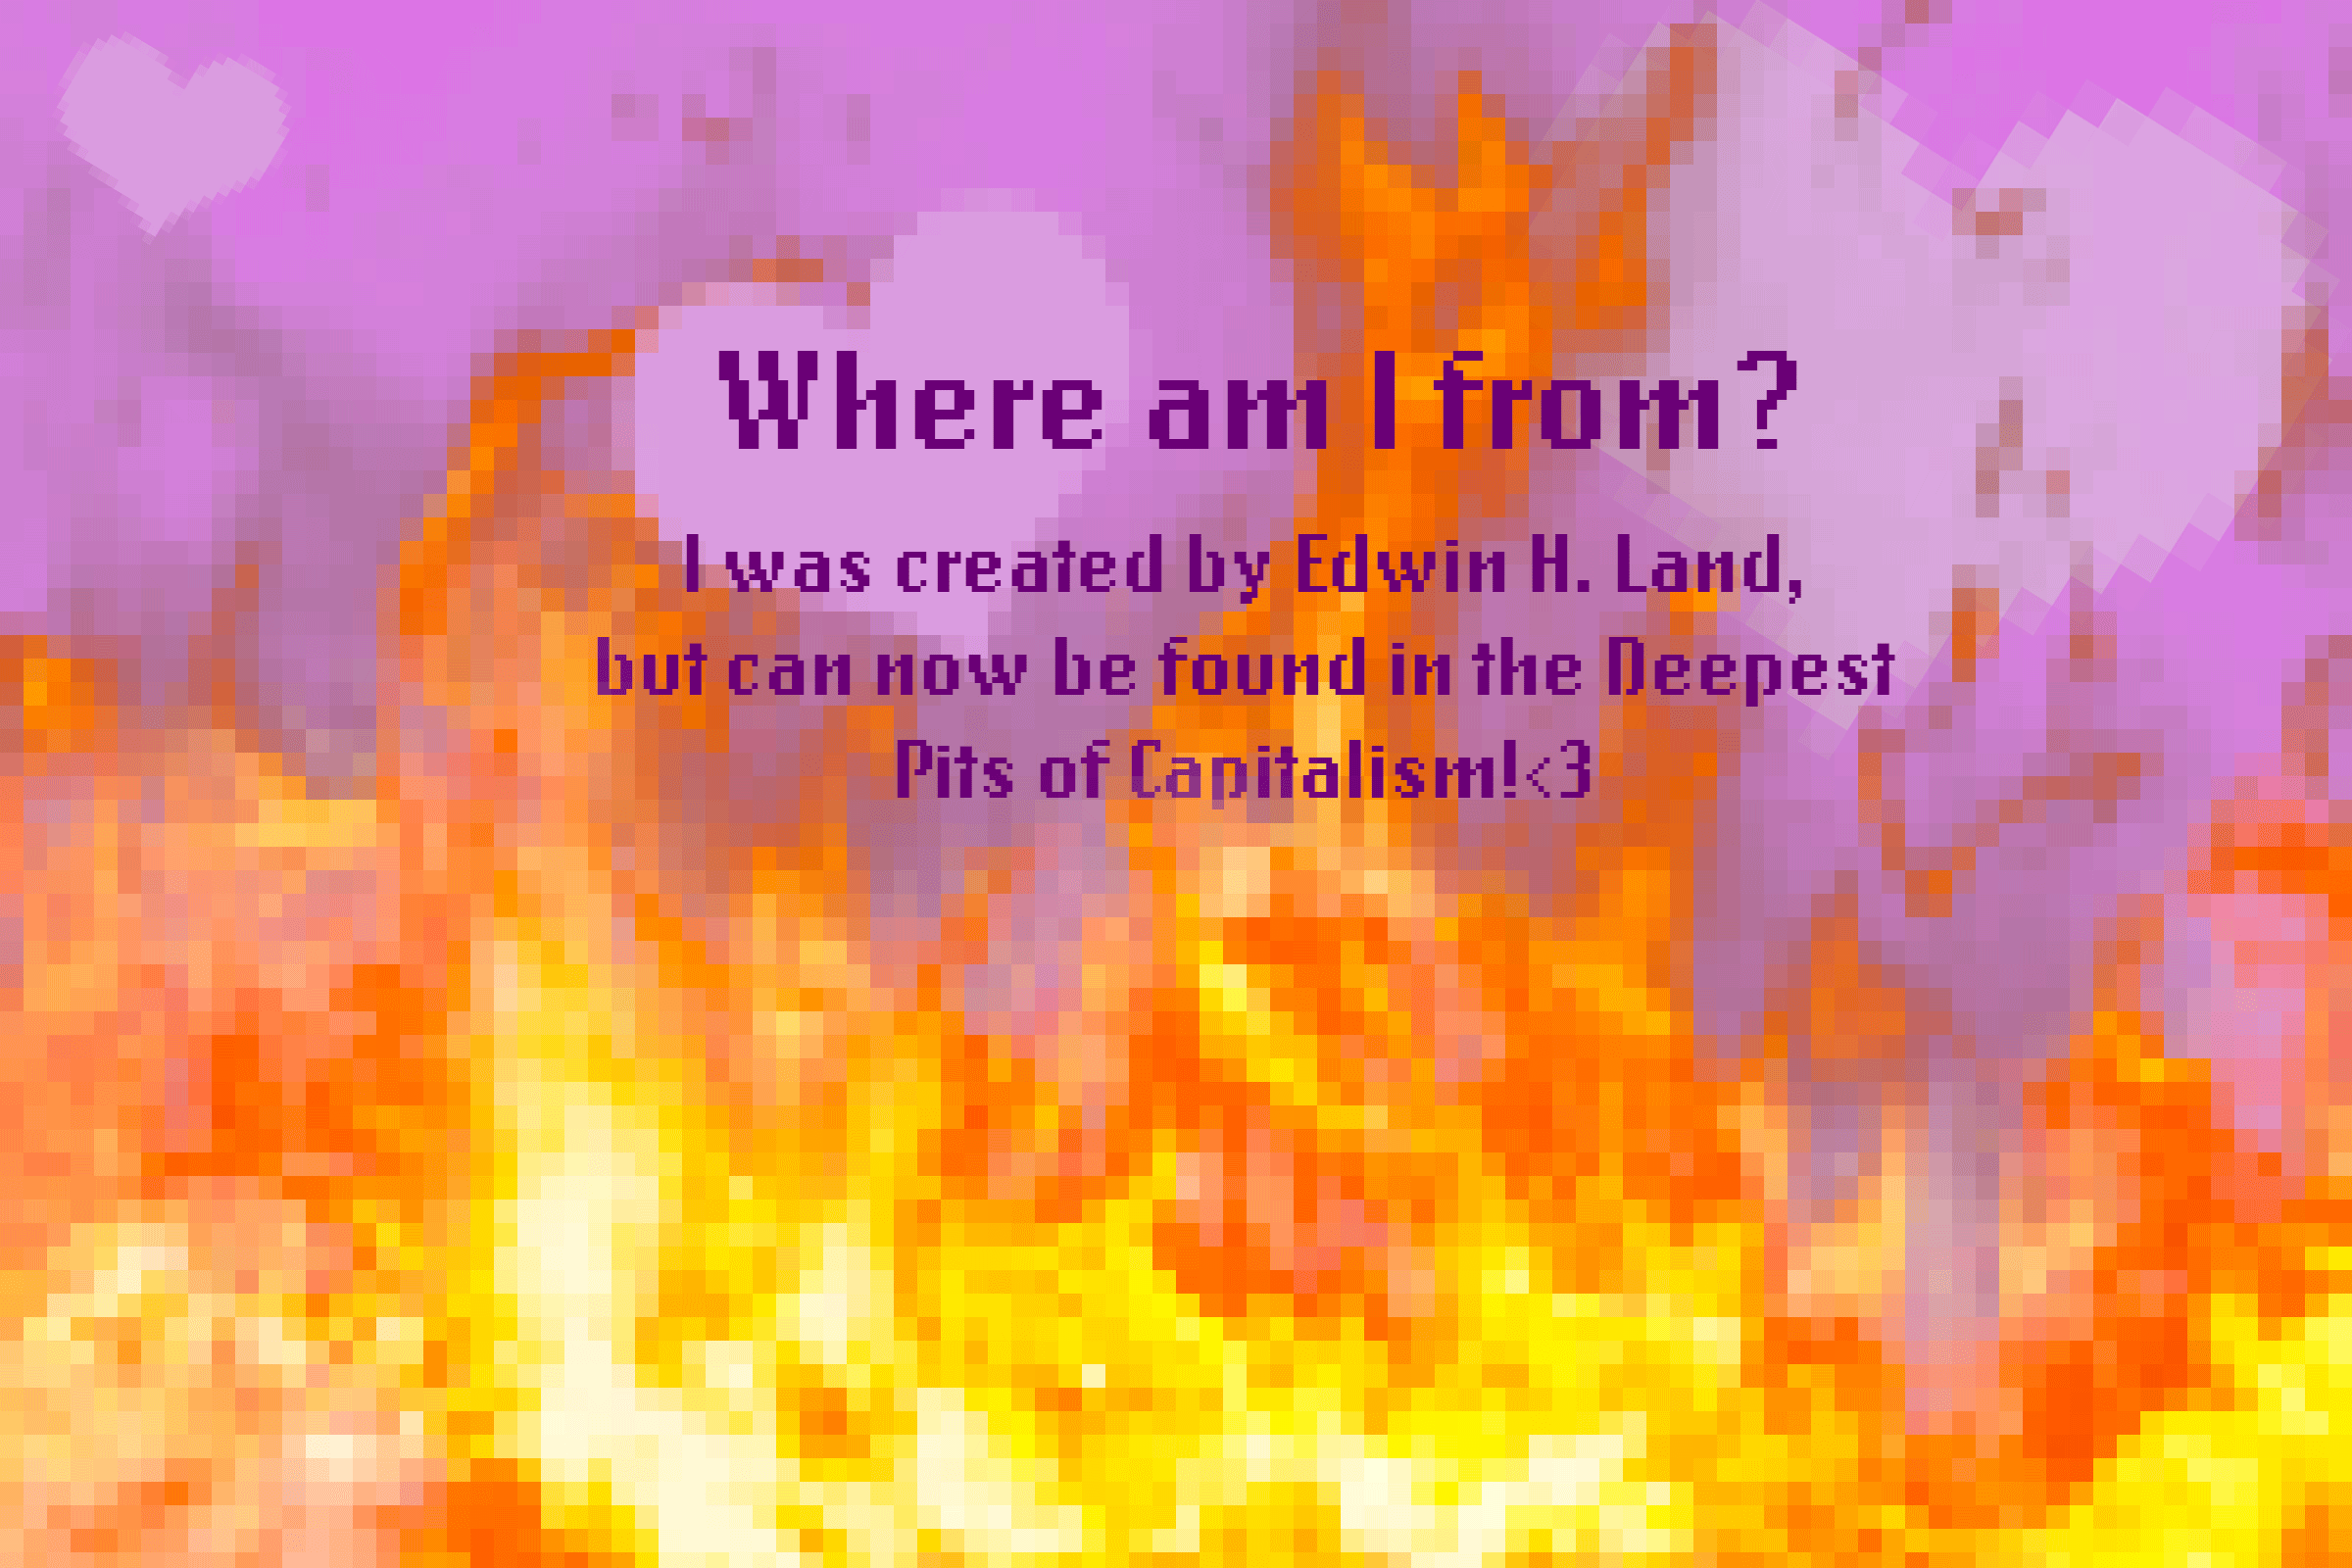 Where am I from?
I was created by Edwin H. Land,
but can now be found in the Deepest
Pits of Capitalism!<3